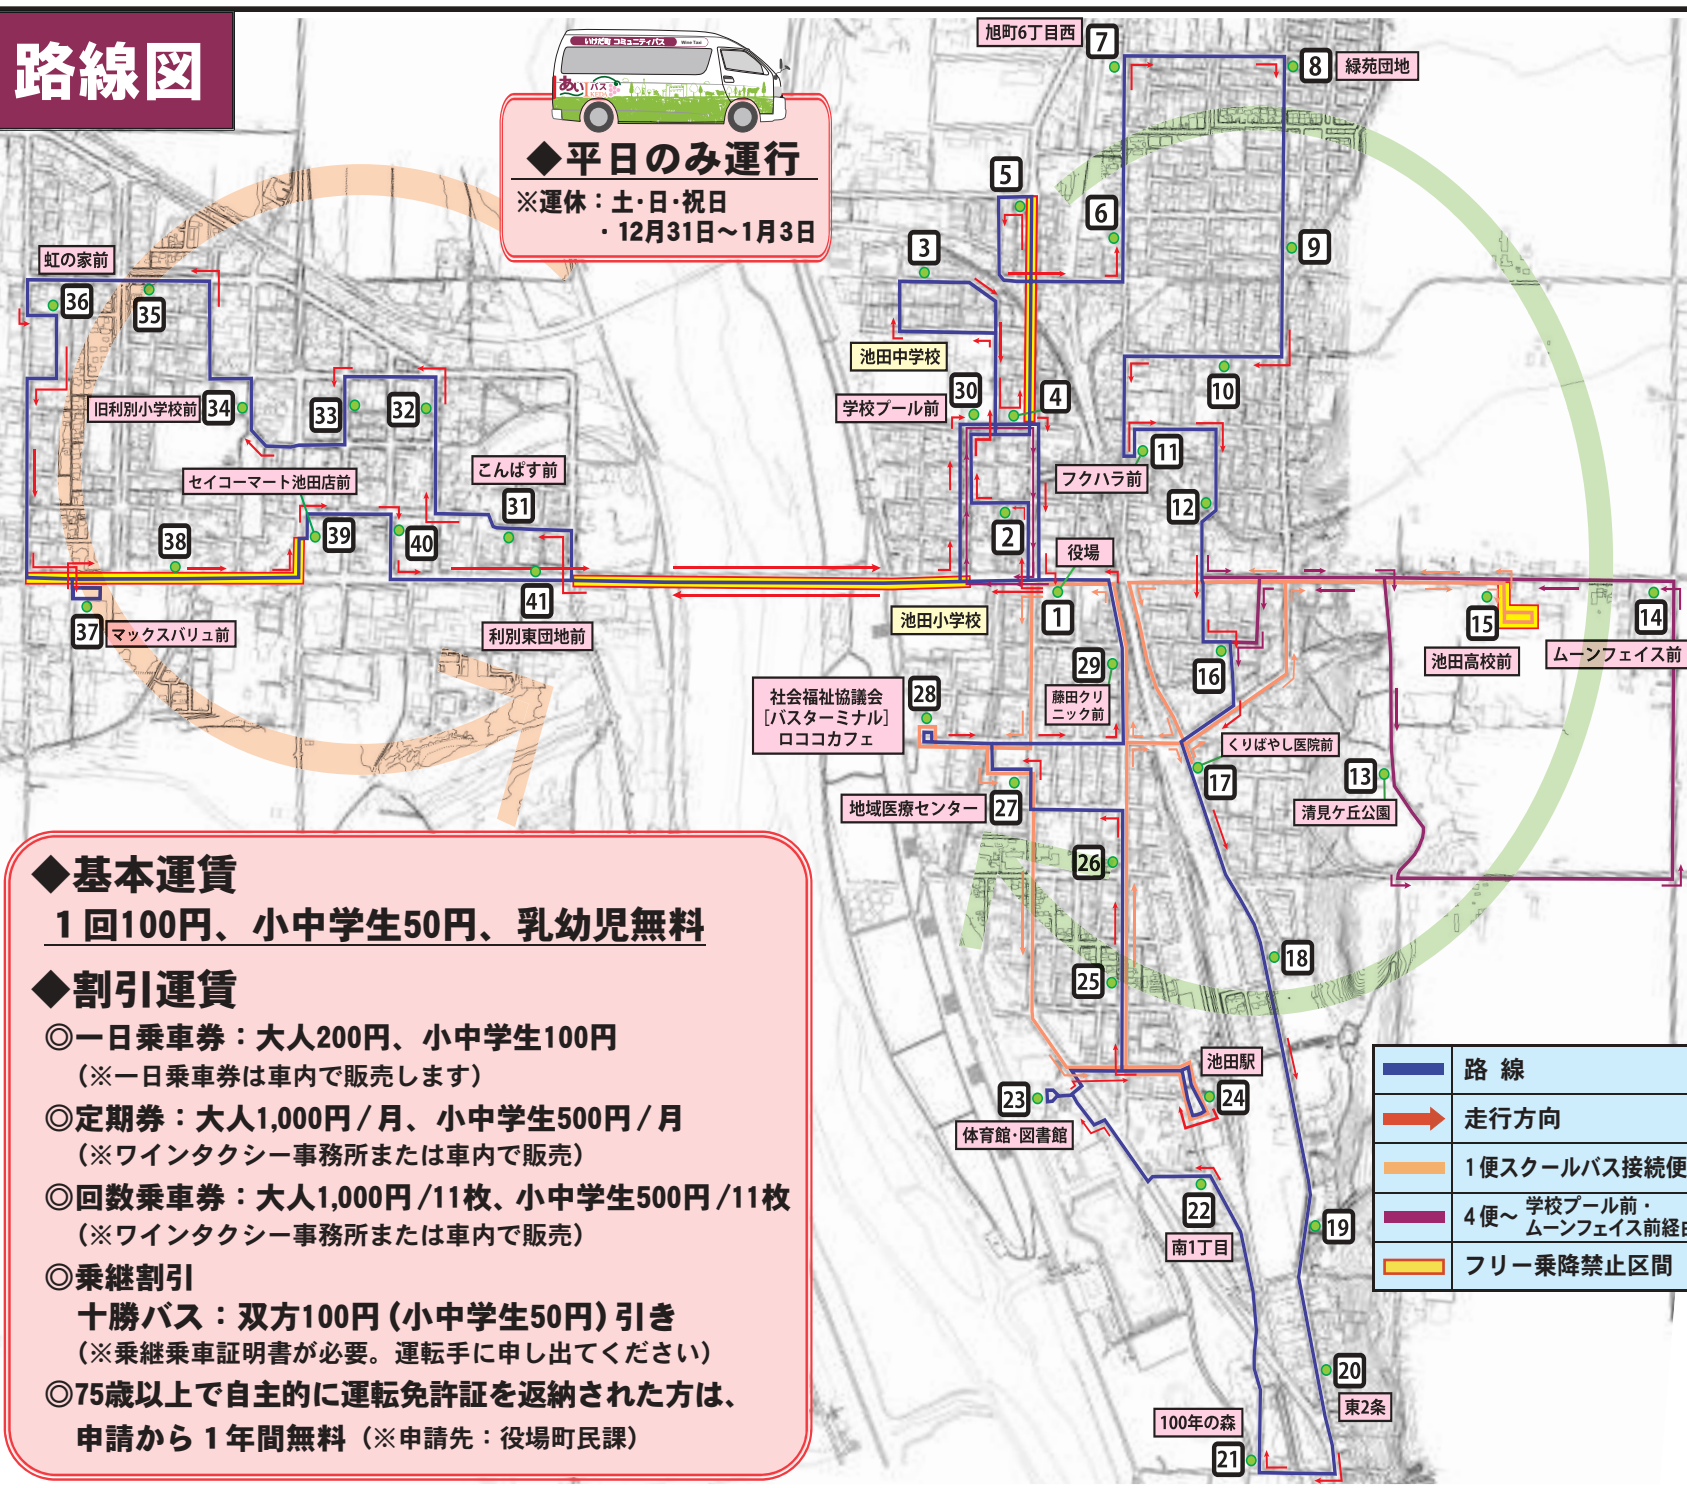 路線図
いけだ町 コミュニティバス Wine Taxi
あいバス
IKEDA
◆平日のみ運行
※運休：土・日・祝日
・12月31日～1月3日
旭町6丁目西
7
8
緑苑団地
5
6
9
3
虹の家前
36
35
池田中学校
30
4
10
学校プール前
旧利別小学校前
34
33
32
11
フクハラ前
こんぱす前
セイコーマート池田店前
31
12
2
38
39
40
役場
41
1
15
14
37
マックスバリュ前
利別東団地前
池田小学校
池田高校前
ムーンフェイス前
29
16
藤田クリ
ニック前
社会福祉協議会
［バスターミナル］
ロココカフェ
28
くりばやし医院前
17
13
清見ケ丘公園
地域医療センター
27
26
18
25
池田駅
23
24
体育館・図書館
22
南1丁目
19
20
東2条
100年の森
21
◆基本運賃
１回100円、小中学生50円、乳幼児無料
◆割引運賃
◎一日乗車券：大人200円、小中学生100円
（※一日乗車券は車内で販売します）
◎定期券：大人1,000円/月、小中学生500円/月
（※ワインタクシー事務所または車内で販売）
◎回数乗車券：大人1,000円/11枚、小中学生500円/11枚
（※ワインタクシー事務所または車内で販売）
◎乗継割引
十勝バス：双方100円（小中学生50円）引き
（※乗継乗車証明書が必要。運転手に申し出てください）
◎75歳以上で自主的に運転免許証を返納された方は、
申請から１年間無料（※申請先：役場町民課）
路 線
走行方向
1便スクールバス接続便
4便～ 学校プール前・
ムーンフェイス前経由
フリー乗降禁止区間